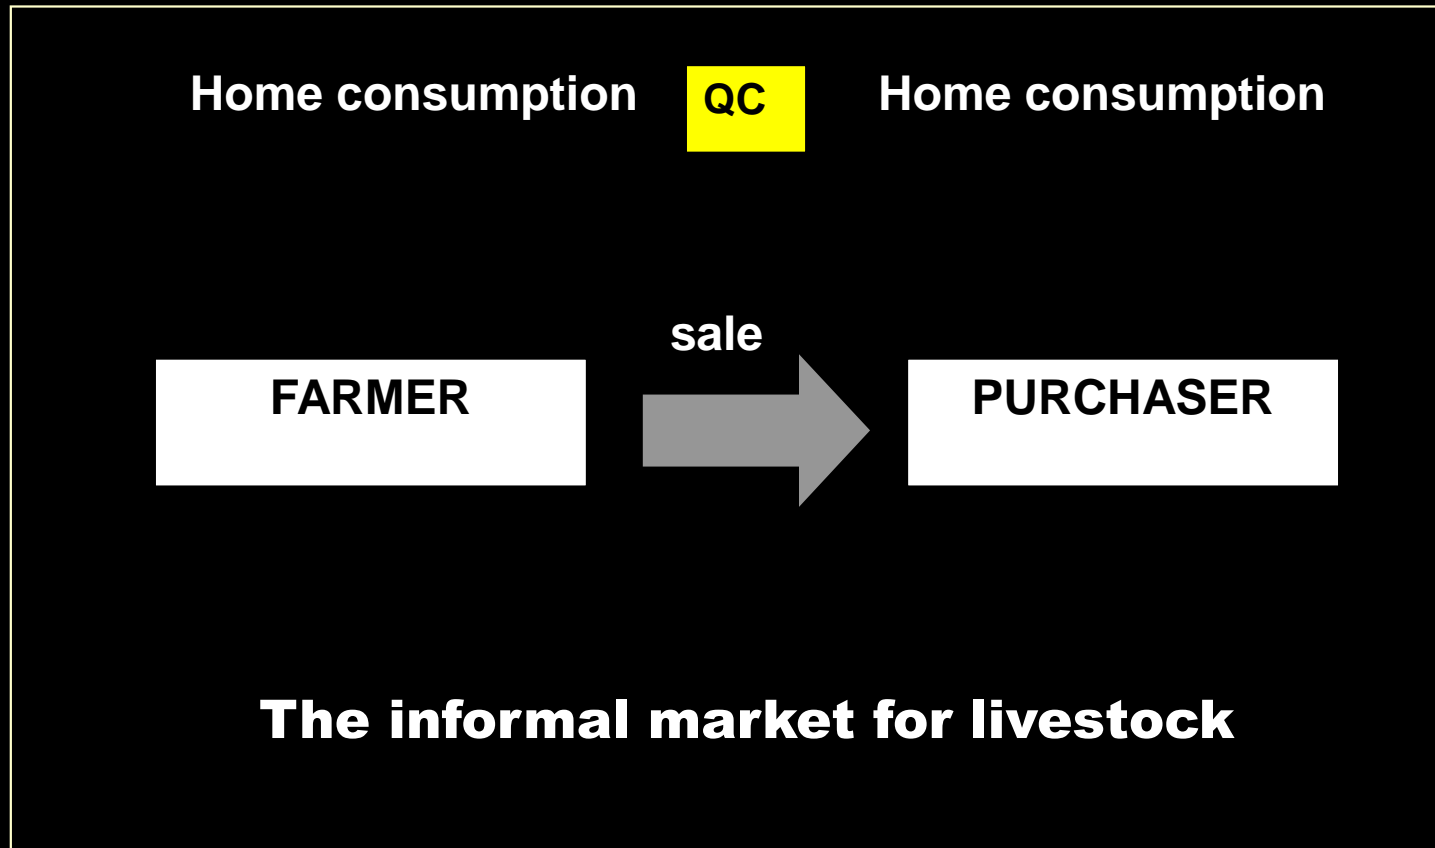 Home consumption QC Home consumption
sale
FARMER PURCHASER
The informal market for livestock